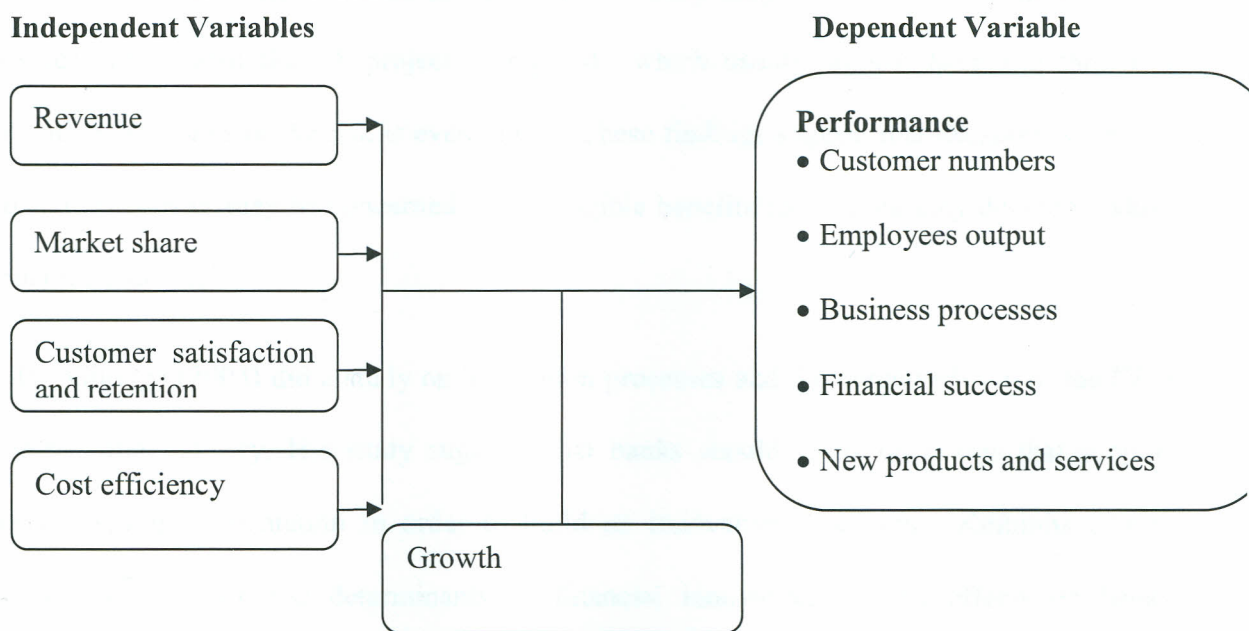 Independent Variables
Dependent Variable
Revenue
Market share
Customer satisfaction
and retention
Cost efficiency
Growth
Performance
• Customer numbers
• Employees output
• Business processes
• Financial success
• New products and services